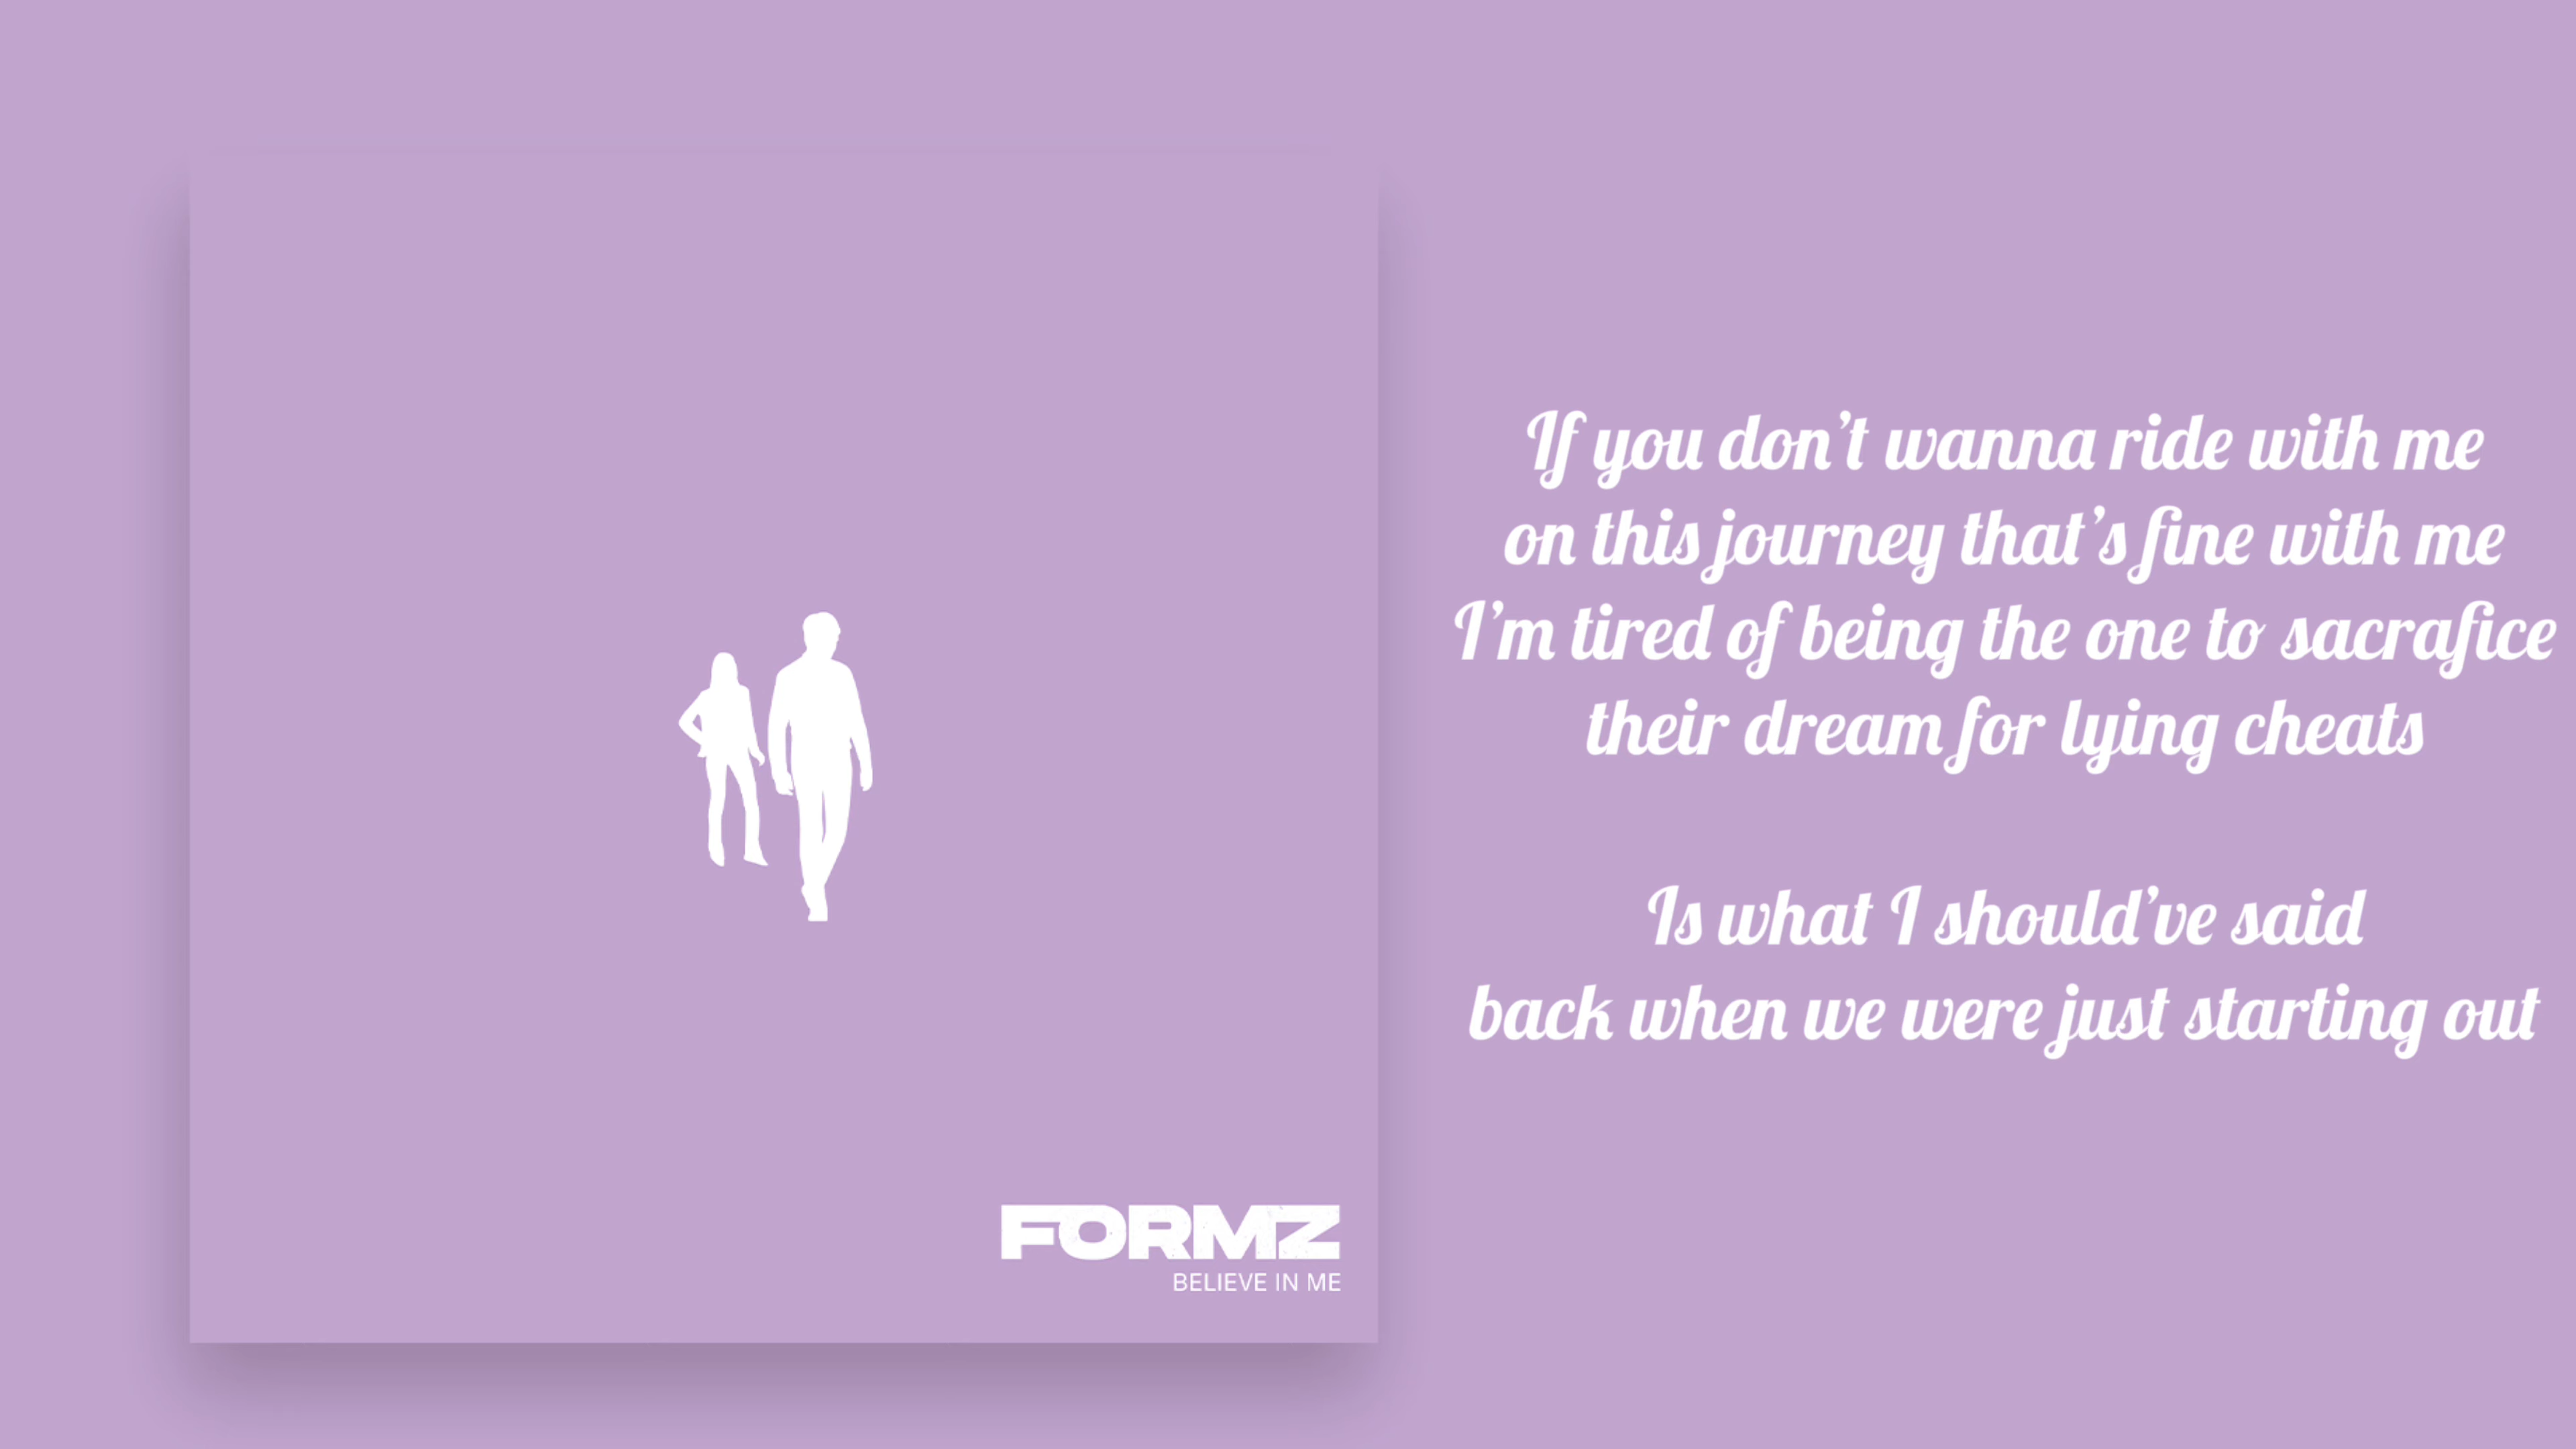 If you don’t wanna ride with me
on this journey that’s fine with me
I’m tired of being the one to sacrafice
their dream for lying cheats
Is what I should’ve said
back when we were just starting out
FORMZ
BELIEVE IN ME